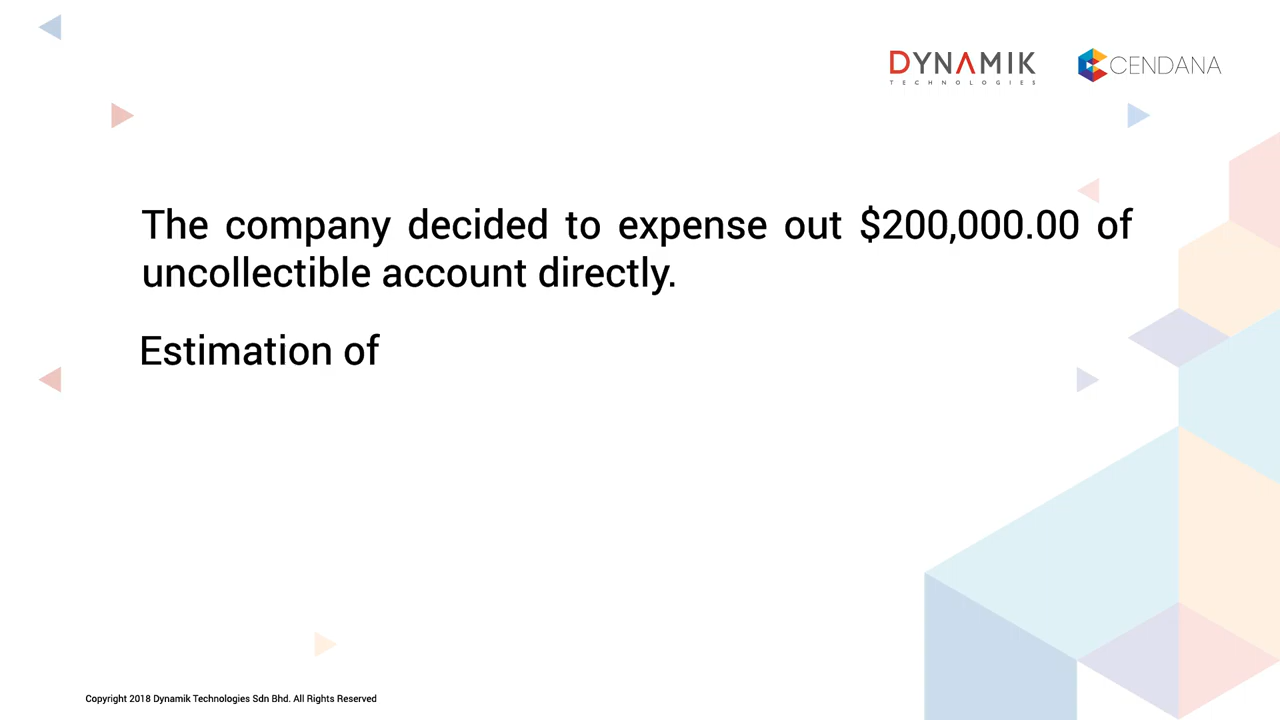 DYNAMIK
TECHNOLOGIES
CENDANA
The company decided to expense out $200,000.00 of
uncollectible account directly.
Estimation of
Copyright 2018 Dynamik Technologies Sdn Bhd. All Rights Reserved